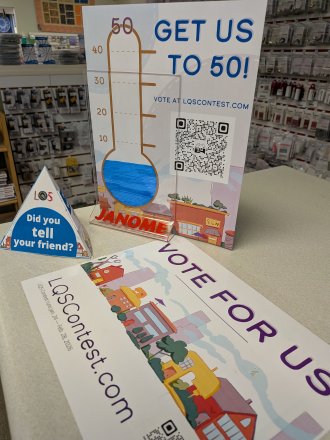 GET US
TO 50!
50
40
30
20
10
VOTE AT LQSCONTEST.COM
JANOME
LQS
Did you
tell
your friend?
VOTE FOR US
LQSContest.com